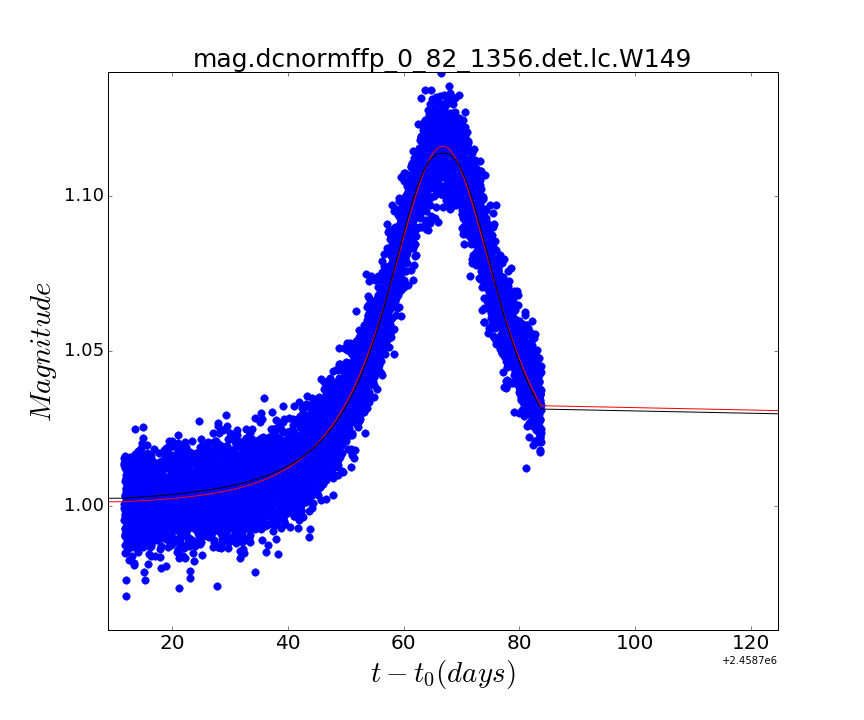 mag.dcnormffp_0_82_1356.det.lc.W149
Magnitude
1.10
1.05
1.00
20 40 60 80 100 120
+2.4587e6
t − t₀(days)